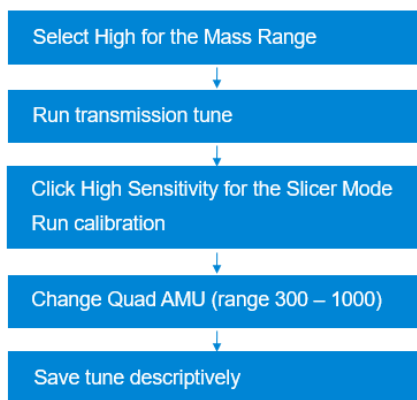 Select High for the Mass Range
Run transmission tune
Click High Sensitivity for the Slicer Mode
Run calibration
Change Quad AMU (range 300 – 1000)
Save tune descriptively